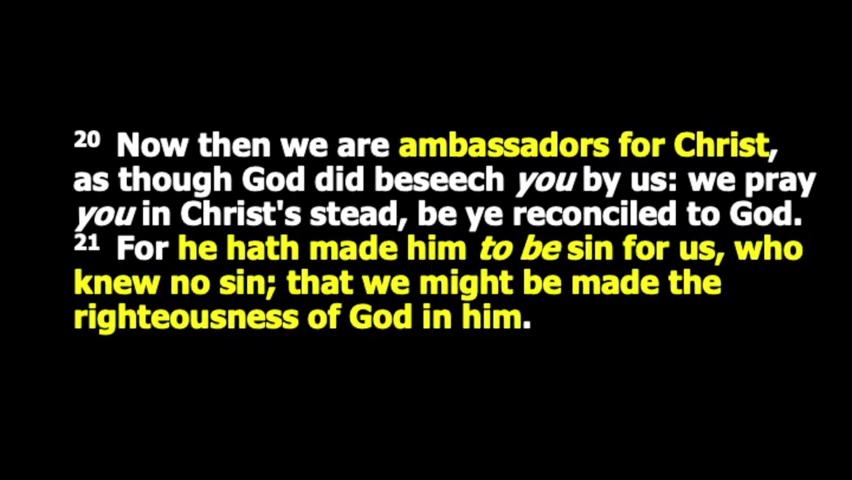 20 Now then we are ambassadors for Christ,
as though God did beseech you by us: we pray
you in Christ's stead, be ye reconciled to God.
21 For he hath made him to be sin for us, who
knew no sin; that we might be made the
righteousness of God in him.